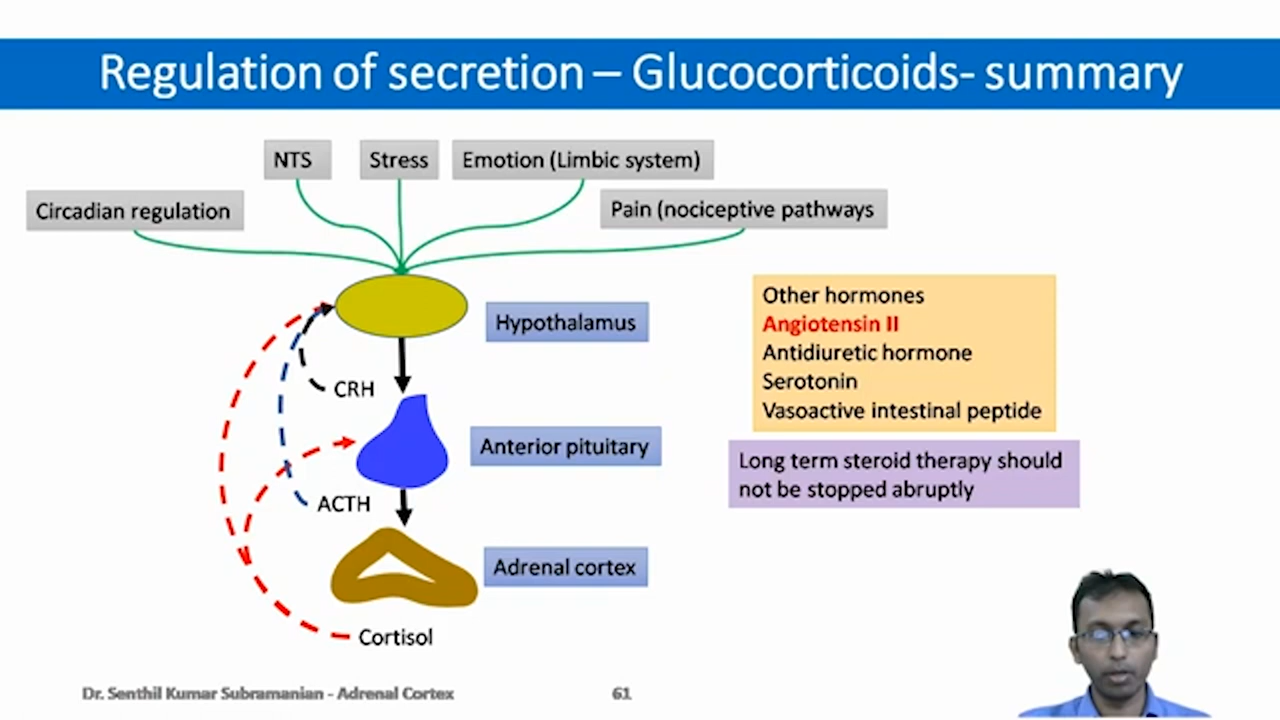 Regulation of secretion – Glucocorticoids- summary
NTS
Stress
Emotion (Limbic system)
Circadian regulation
Pain (nociceptive pathways
Hypothalamus
CRH
Anterior pituitary
ACTH
Adrenal cortex
Cortisol
Other hormones
Angiotensin II
Antidiuretic hormone
Serotonin
Vasoactive intestinal peptide
Long term steroid therapy should
not be stopped abruptly
Dr. Senthil Kumar Subramanian - Adrenal Cortex
61